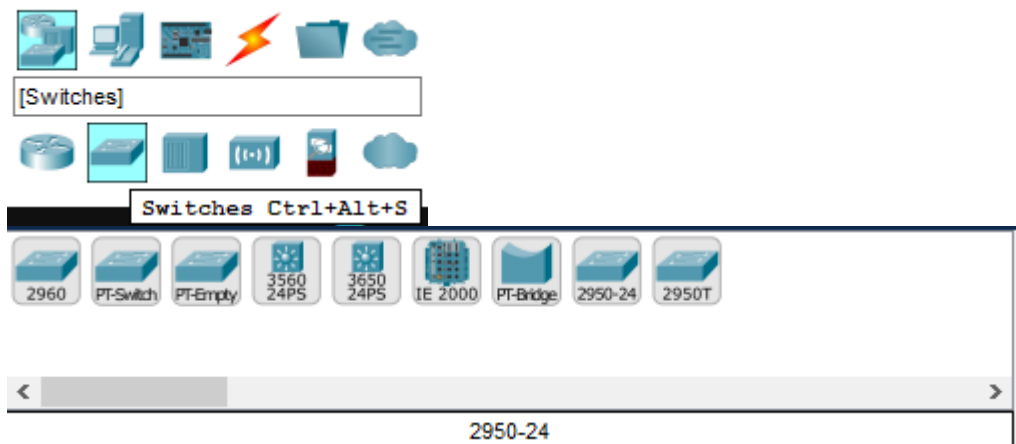 [Switches]
Switches Ctrl+Alt+S
2960
PT-Switch
PT-Empty
3560
24PS
3650
24PS
IE 2000
PT-Bridge
2950-24
2950T
2950-24